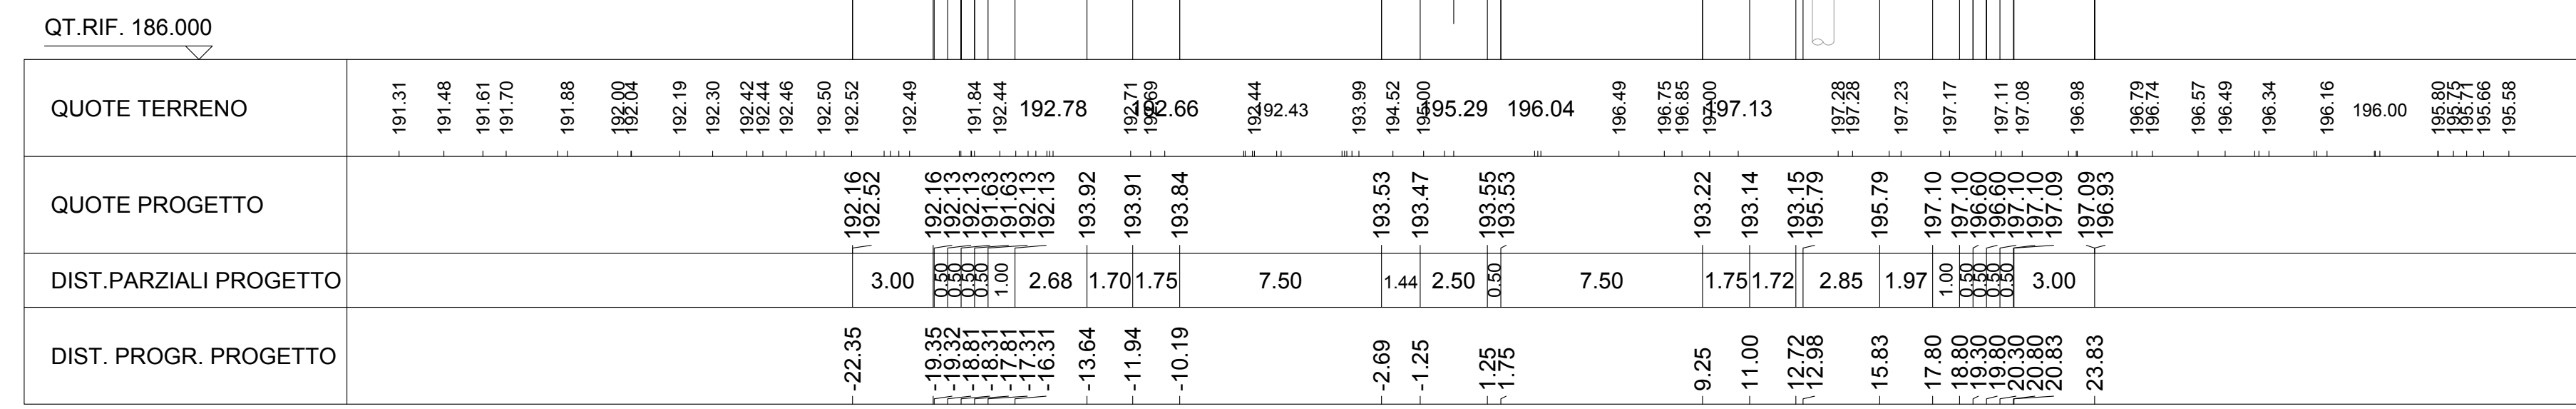 QT.RIF. 186.000
QUOTE TERRENO 191.31 191.48 191.61 191.70 191.88 192.00 192.04 192.19 192.30 192.42 192.44 192.46 192.50 192.52 192.49 191.84 192.44 192.78 192.71 192.69 192.66 192.44 192.43 193.99 194.52 195.00 195.29 196.04 196.49 196.75 196.85 197.00 197.13 197.28 197.28 197.23 197.17 197.11 197.08 196.98 196.79 196.74 196.57 196.49 196.34 196.16 196.00 195.80 195.75 195.71 195.66 195.58
QUOTE PROGETTO 192.16 192.52 192.16 192.13 192.13 191.63 191.63 192.13 192.13 193.92 193.91 193.84 193.53 193.47 193.55 193.53 193.22 193.14 193.15 195.79 195.79 197.10 197.10 196.60 196.60 197.10 197.10 197.09 197.09 196.93
DIST.PARZIALI PROGETTO 3.00 0.50 0.50 0.50 0.50 1.00 2.68 1.70 1.75 7.50 1.44 2.50 0.50 7.50 1.75 1.72 2.85 1.97 1.00 0.50 0.50 0.50 0.50 3.00
DIST. PROGR. PROGETTO -22.35 -19.35 -19.32 -18.81 -18.31 -17.81 -17.31 -16.31 -13.64 -11.94 -10.19 -2.69 -1.25 1.25 1.75 9.25 11.00 12.72 12.98 15.83 17.80 18.80 19.30 19.80 20.30 20.80 20.83 23.83